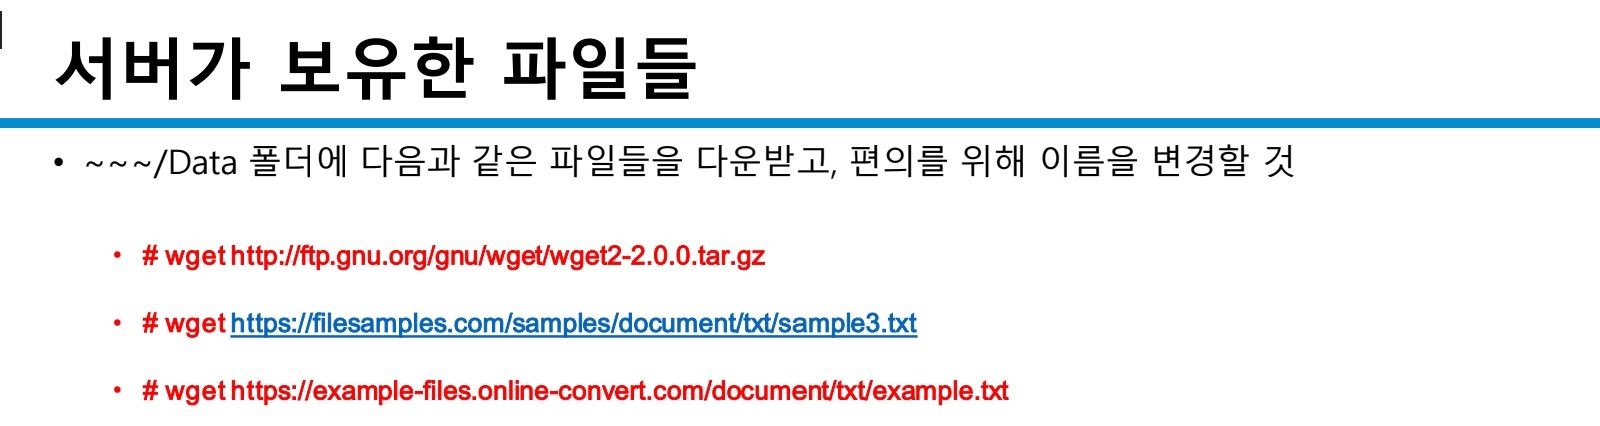 서버가 보유한 파일들
• ~~~/Data 폴더에 다음과 같은 파일들을 다운받고, 편의를 위해 이름을 변경할 것
• # wget http://ftp.gnu.org/gnu/wget/wget2-2.0.0.tar.gz
• # wget https://filesamples.com/samples/document/txt/sample3.txt
• # wget https://example-files.online-convert.com/document/txt/example.txt